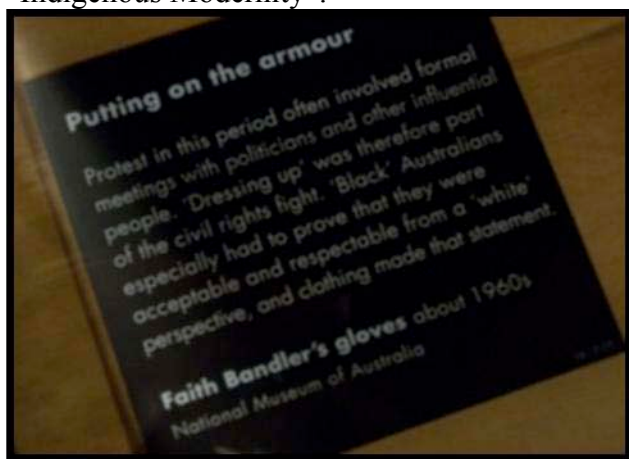 Indigenous Modernity".
Putting on the armour
Protest in this period often involved formal
meetings with politicians and other influential
people. 'Dressing up' was therefore part
of the civil rights fight. 'Black' Australians
especially had to prove that they were
acceptable and respectable from a 'white'
perspective, and clothing made that statement.
Faith Bandler's gloves about 1960s
National Museum of Australia